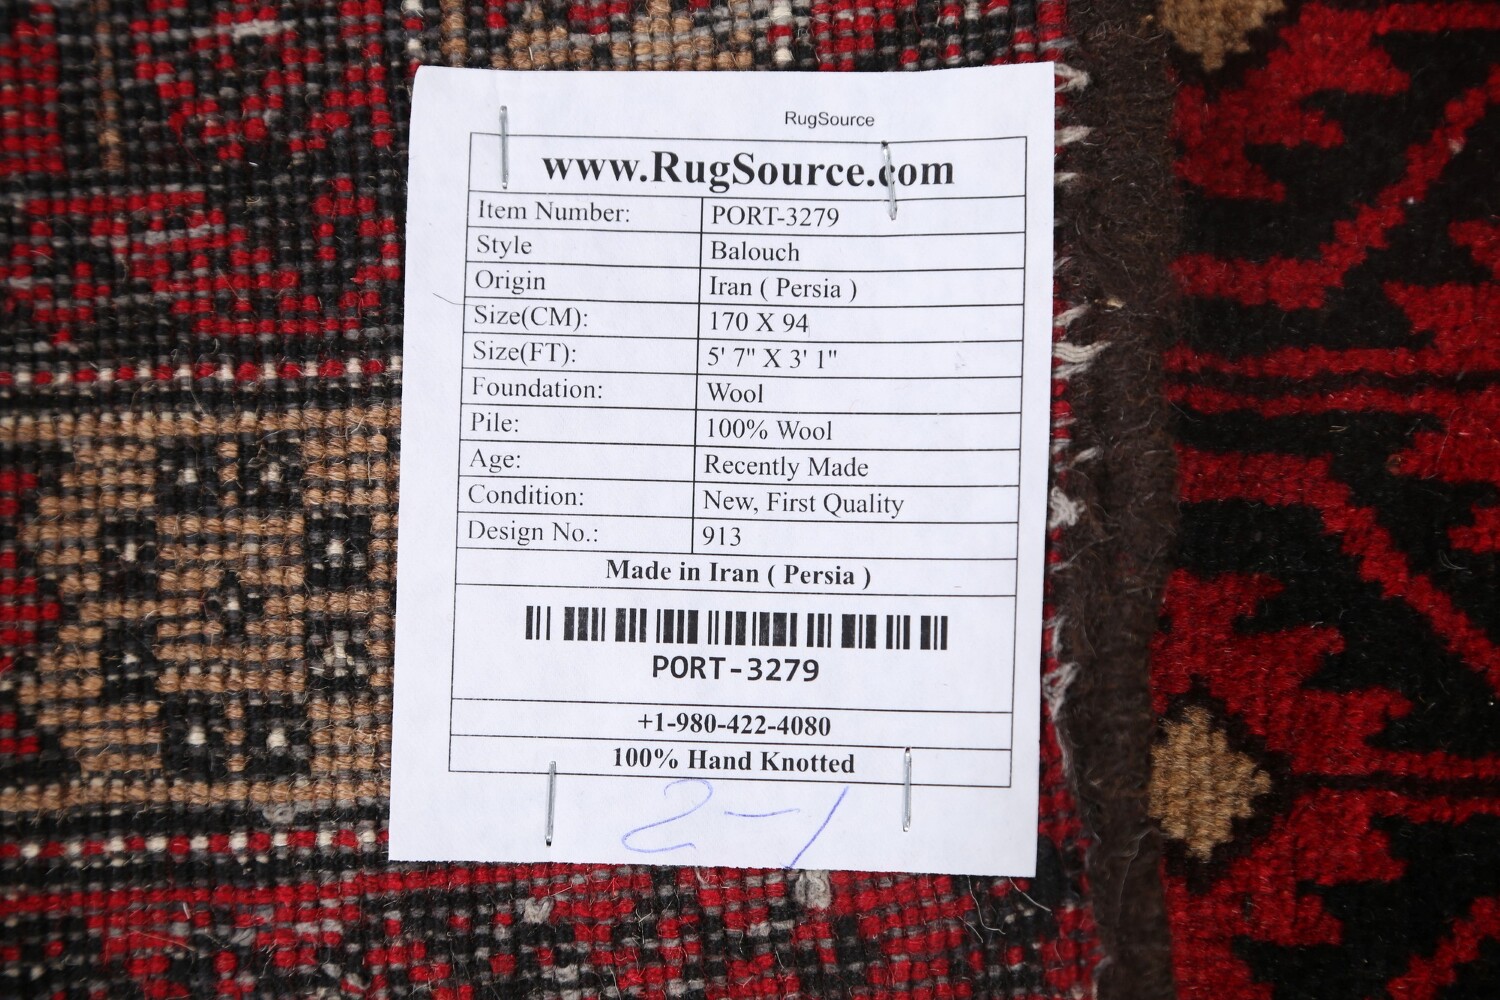 RugSource
www.RugSource.com
Item Number: PORT-3279
Style Balouch
Origin Iran ( Persia )
Size(CM): 170 X 94
Size(FT): 5' 7" X 3' 1"
Foundation: Wool
Pile: 100% Wool
Age: Recently Made
Condition: New, First Quality
Design No.: 913
Made in Iran ( Persia )
PORT-3279
+1-980-422-4080
100% Hand Knotted
2-1